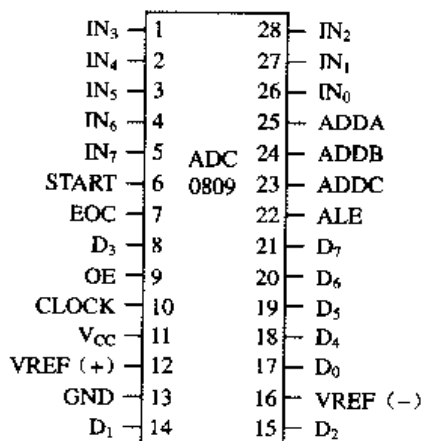 IN₃ 1 28 IN₂
IN₄ 2 27 IN₁
IN₅ 3 26 IN₀
IN₆ 4 25 ADDA
IN₇ 5 ADC 24 ADDB
START 6 0809 23 ADDC
EOC 7 22 ALE
D₃ 8 21 D₇
OE 9 20 D₆
CLOCK 10 19 D₅
V_CC 11 18 D₄
VREF（+） 12 17 D₀
GND 13 16 VREF（−）
D₁ 14 15 D₂